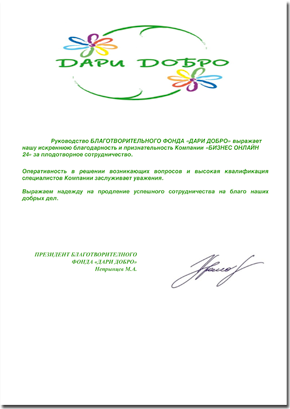 ДАРИ ДОБРО
Руководство БЛАГОТВОРИТЕЛЬНОГО ФОНДА «ДАРИ ДОБРО» выражает
нашу искреннюю благодарность и признательность Компании «БИЗНЕС ОНЛАЙН
24» за плодотворное сотрудничество.
Оперативность в решении возникающих вопросов и высокая квалификация
специалистов Компании заслуживает уважения.
Выражаем надежду на продление успешного сотрудничества на благо наших
добрых дел.
ПРЕЗИДЕНТ БЛАГОТВОРИТЕЛНОГО
ФОНДА «ДАРИ ДОБРО»